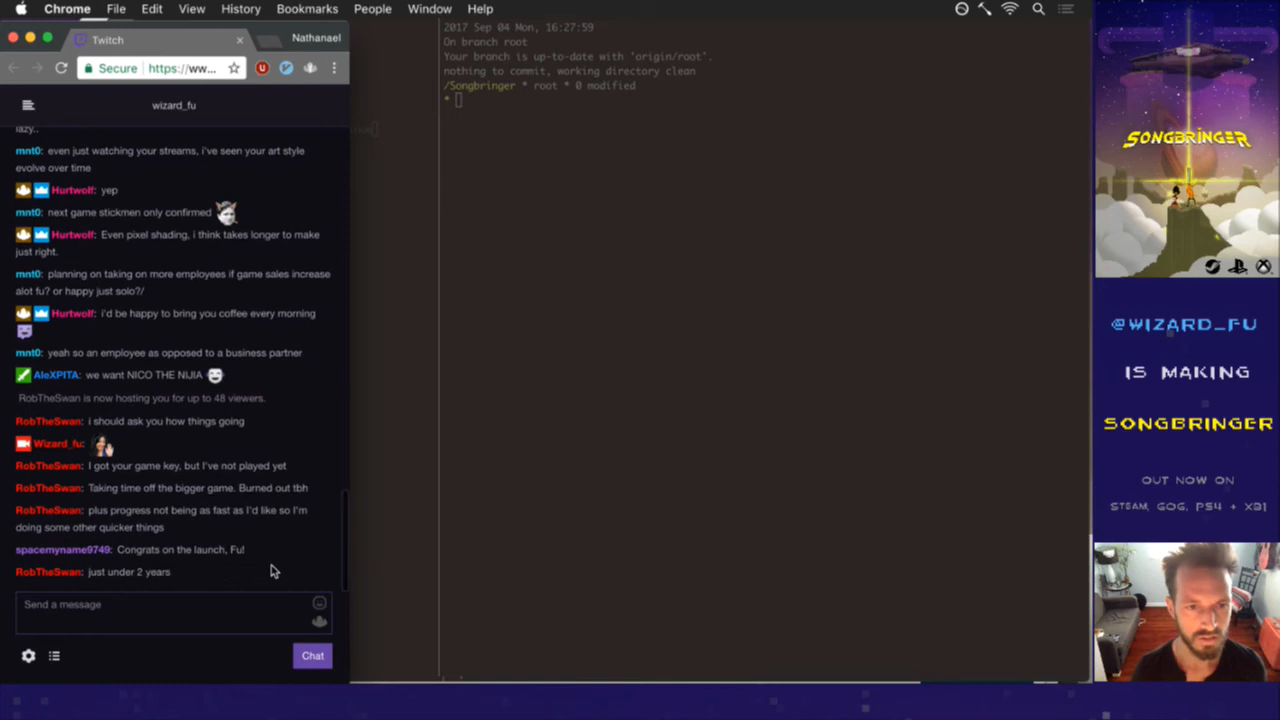 Chrome File Edit View History Bookmarks People Window Help
Twitch
Nathanael
Secure https://ww...
wizard_fu
lazy..
mnt0: even just watching your streams, i've seen your art style
evolve over time
Hurtwolf: yep
mnt0: next game stickmen only confirmed
Hurtwolf: Even pixel shading, i think takes longer to make
just right.
mnt0: planning on taking on more employees if game sales increase
alot fu? or happy just solo?/
Hurtwolf: i'd be happy to bring you coffee every morning
mnt0: yeah so an employee as opposed to a business partner
AleXPITA: we want NICO THE NIJIA
RobTheSwan is now hosting you for up to 48 viewers.
RobTheSwan: i should ask you how things going
Wizard_fu:
RobTheSwan: I got your game key, but I've not played yet
RobTheSwan: Taking time off the bigger game. Burned out tbh
RobTheSwan: plus progress not being as fast as I'd like so I'm
doing some other quicker things
spacemyname9749: Congrats on the launch, Fu!
RobTheSwan: just under 2 years
Send a message
Chat
2017 Sep 04 Mon, 16:27:59
On branch root
Your branch is up-to-date with 'origin/root'.
nothing to commit, working directory clean
/Songbringer * root * 0 modified
*
SONGBRINGER
@WIZARD_FU
IS MAKING
SONGBRINGER
OUT NOW ON
STEAM, GOG, PS4 + XB1